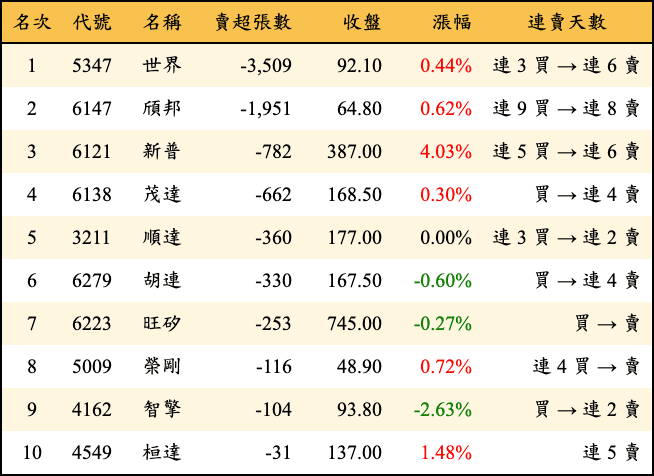 名次 代號 名稱 賣超張數 收盤 漲幅 連賣天數
1 5347 世界 -3,509 92.10 0.44% 連 3 買 → 連 6 賣
2 6147 頎邦 -1,951 64.80 0.62% 連 9 買 → 連 8 賣
3 6121 新普 -782 387.00 4.03% 連 5 買 → 連 6 賣
4 6138 茂達 -662 168.50 0.30% 買 → 連 4 賣
5 3211 順達 -360 177.00 0.00% 連 3 買 → 連 2 賣
6 6279 胡連 -330 167.50 -0.60% 買 → 連 4 賣
7 6223 旺矽 -253 745.00 -0.27% 買 → 賣
8 5009 榮剛 -116 48.90 0.72% 連 4 買 → 賣
9 4162 智擎 -104 93.80 -2.63% 買 → 連 2 賣
10 4549 桓達 -31 137.00 1.48% 連 5 賣